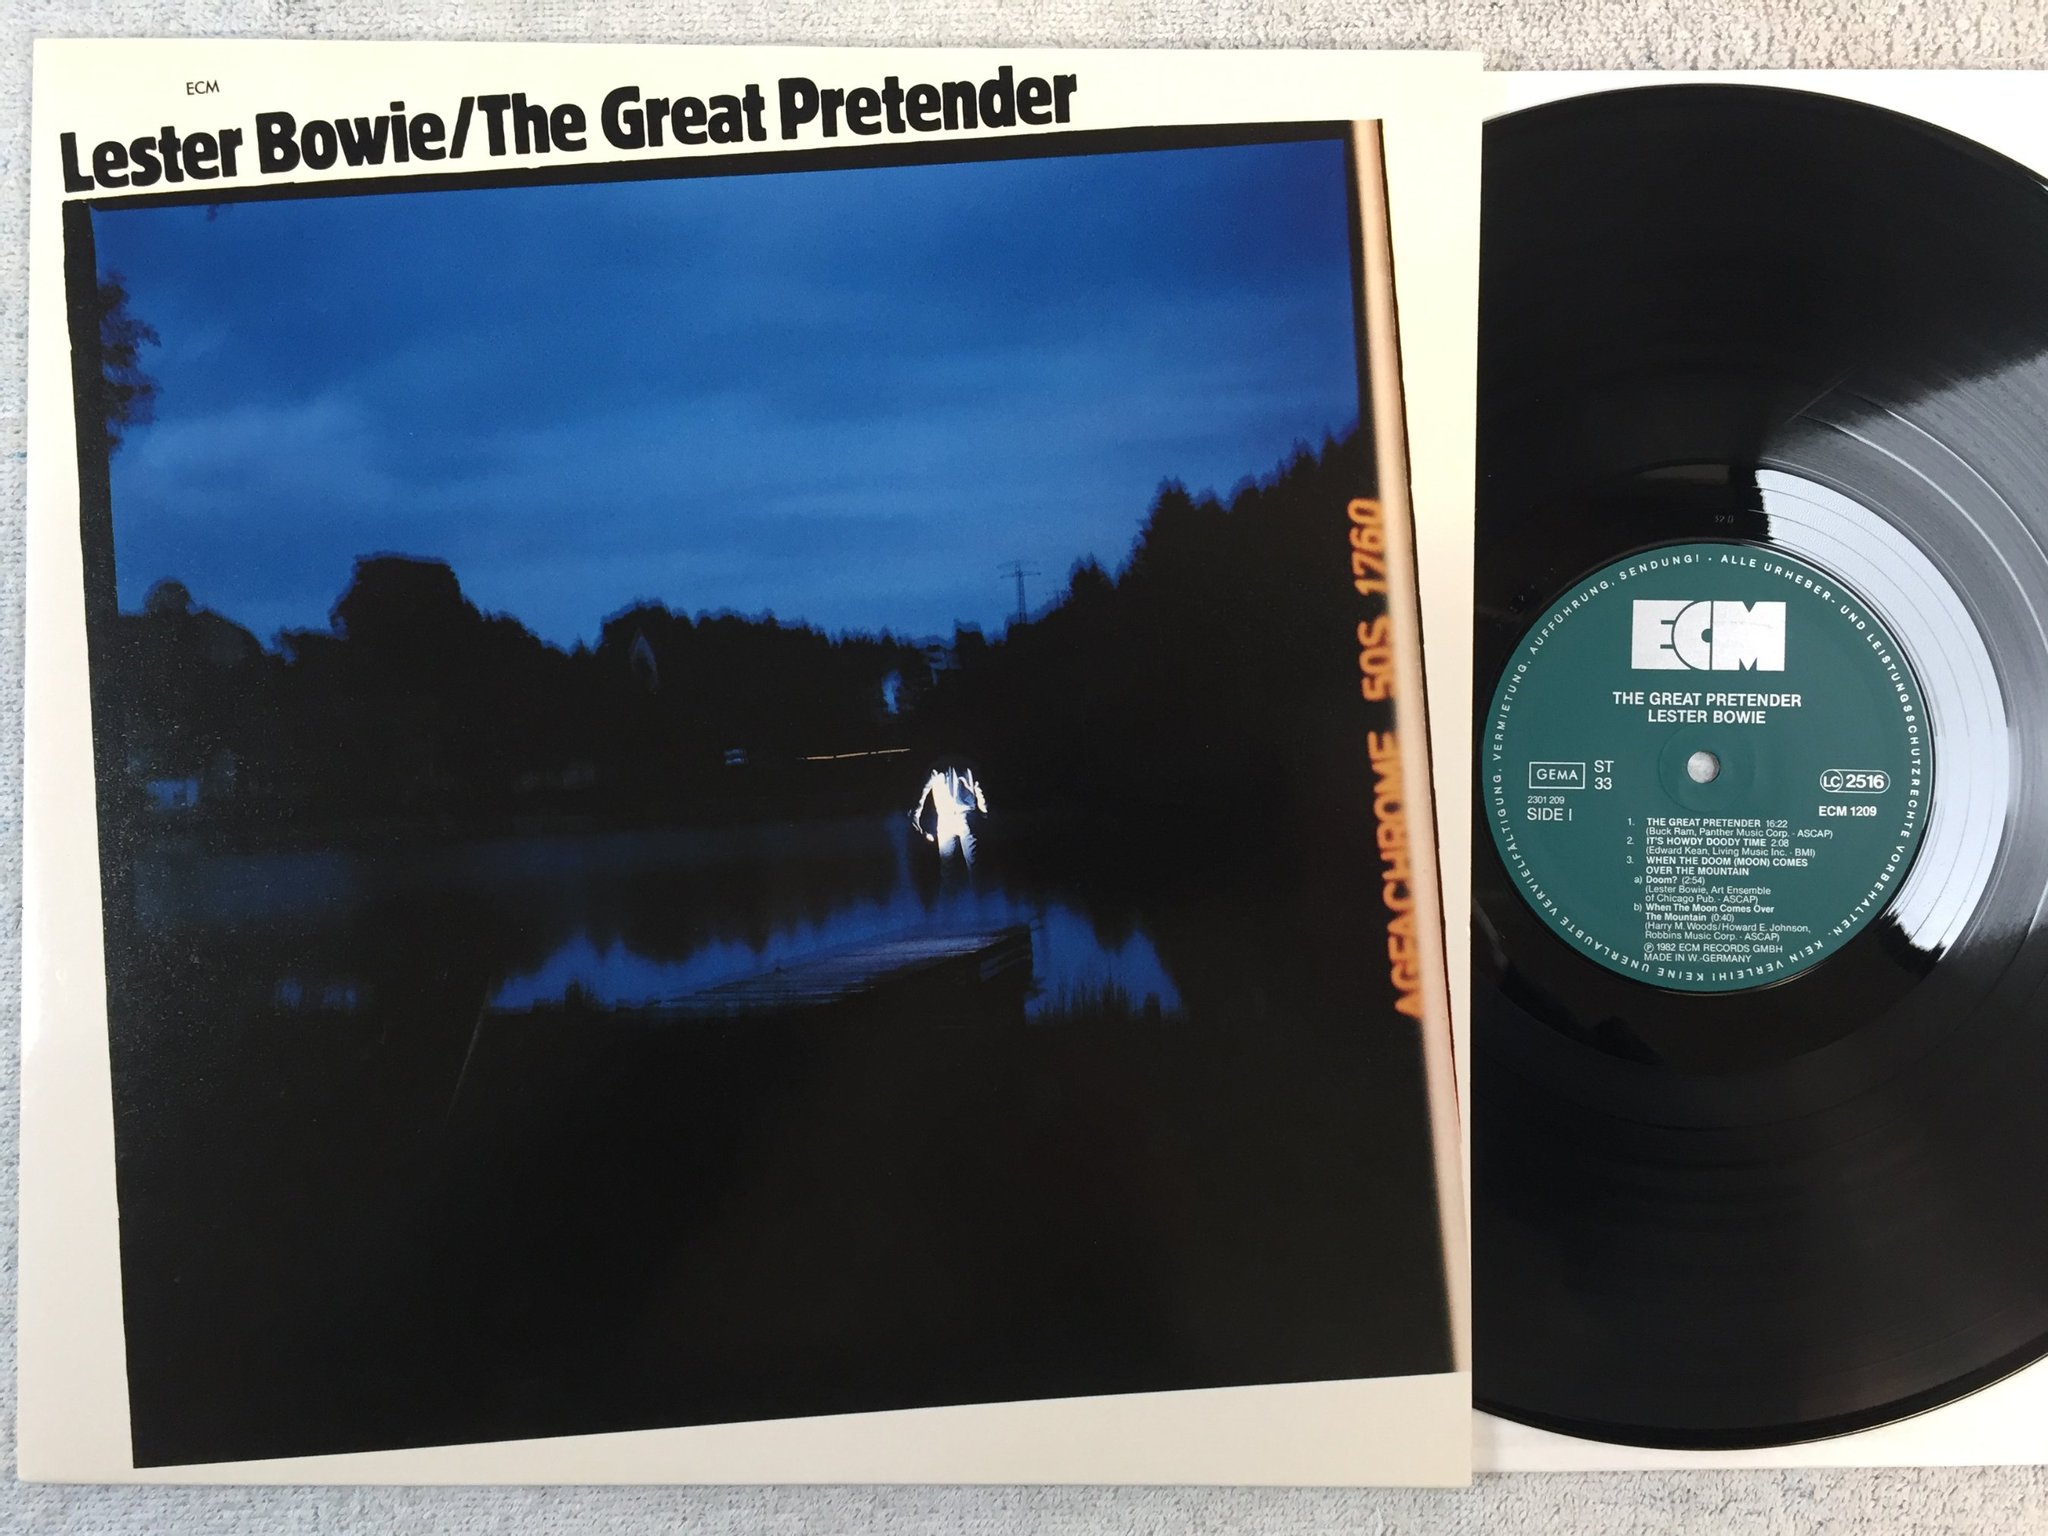 ECM
Lester Bowie/The Great Pretender
AGFACHROME 50S 1760
ALLE URHEBER- UND LEISTUNGSSCHUTZRECHTE VORBEHALTEN. KEIN VERLEIH! KEINE UNERLAUBTE VERVIELFÄLTIGUNG, VERMIETUNG, AUFFÜHRUNG, SENDUNG! ·
ECM
THE GREAT PRETENDER
LESTER BOWIE
GEMA
ST
33
LC 2516
2301 209
SIDE I
ECM 1209
1. THE GREAT PRETENDER 16:22
(Buck Ram, Panther Music Corp. - ASCAP)
2. IT'S HOWDY DOODY TIME 2:08
(Edward Kean, Living Music Inc. - BMI)
3. WHEN THE DOOM (MOON) COMES
OVER THE MOUNTAIN
a) Doom? (2:54)
(Lester Bowie, Art Ensemble
of Chicago Pub. - ASCAP)
b) When The Moon Comes Over
The Mountain (0:40)
(Harry M. Woods/Howard E. Johnson,
Robbins Music Corp. - ASCAP)
Ⓟ 1982 ECM RECORDS GMBH
MADE IN W.-GERMANY